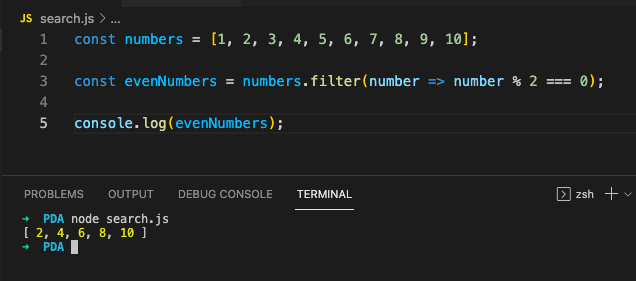 JS search.js > ...
1 const numbers = [1, 2, 3, 4, 5, 6, 7, 8, 9, 10];
2
3 const evenNumbers = numbers.filter(number => number % 2 === 0);
4
5 console.log(evenNumbers);
PROBLEMS OUTPUT DEBUG CONSOLE TERMINAL zsh
➜ PDA node search.js
[ 2, 4, 6, 8, 10 ]
➜ PDA